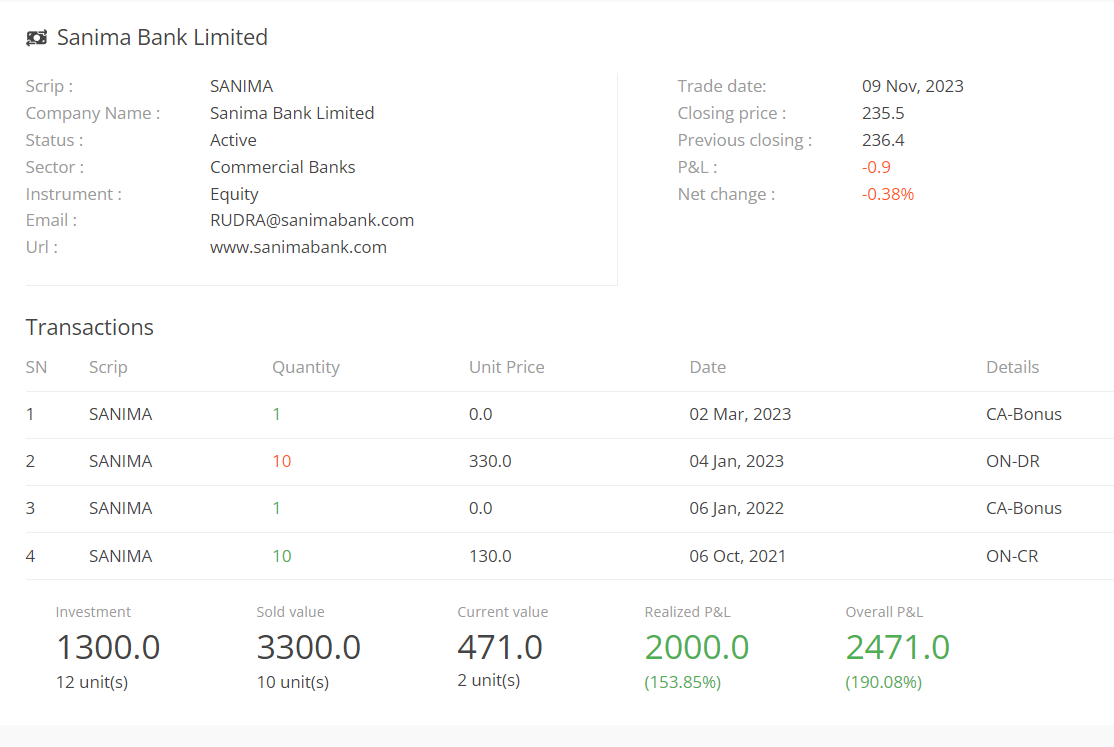 Sanima Bank Limited
Scrip : SANIMA
Company Name : Sanima Bank Limited
Status : Active
Sector : Commercial Banks
Instrument : Equity
Email : RUDRA@sanimabank.com
Url : www.sanimabank.com
Trade date: 09 Nov, 2023
Closing price : 235.5
Previous closing : 236.4
P&L : -0.9
Net change : -0.38%
Transactions
SN Scrip Quantity Unit Price Date Details
1 SANIMA 1 0.0 02 Mar, 2023 CA-Bonus
2 SANIMA 10 330.0 04 Jan, 2023 ON-DR
3 SANIMA 1 0.0 06 Jan, 2022 CA-Bonus
4 SANIMA 10 130.0 06 Oct, 2021 ON-CR
Investment Sold value Current value Realized P&L Overall P&L
1300.0 3300.0 471.0 2000.0 2471.0
12 unit(s) 10 unit(s) 2 unit(s) (153.85%) (190.08%)